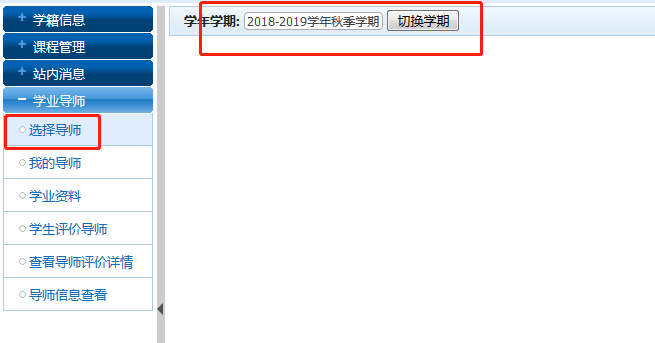 学籍信息
课程管理
站内消息
学业导师
选择导师
我的导师
学业资料
学生评价导师
查看导师评价详情
导师信息查看
学年学期: 2018-2019学年秋季学期 切换学期